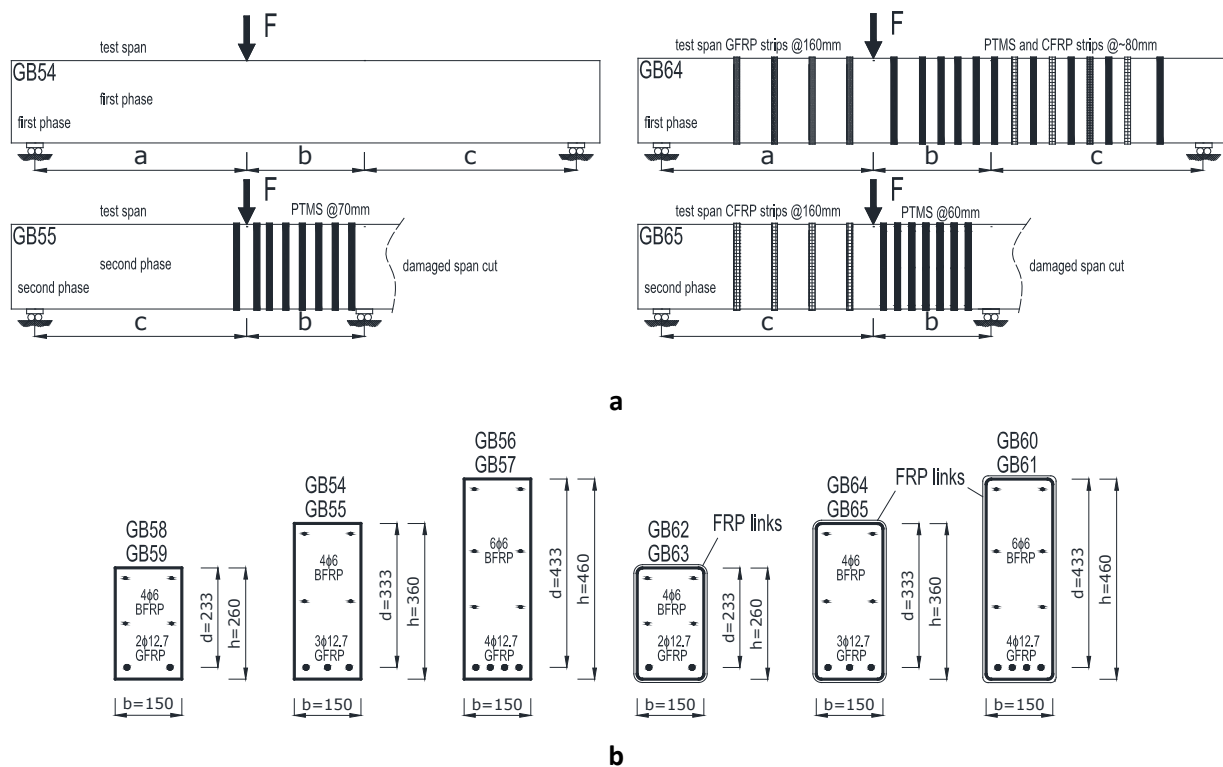 F
test span
GB54
first phase
first phase
a
b
c
F
test span GFRP strips @160mm
PTMS and CFRP strips @~80mm
GB64
first phase
a
b
c
F
test span
PTMS @70mm
GB55
second phase
second phase
damaged span cut
c
b
F
test span CFRP strips @160mm
PTMS @60mm
GB65
second phase
damaged span cut
c
b
a
GB58
GB59
4ϕ6
BFRP
2ϕ12.7
GFRP
d=233
h=260
b=150
GB54
GB55
4ϕ6
BFRP
3ϕ12.7
GFRP
d=333
h=360
b=150
GB56
GB57
6ϕ6
BFRP
4ϕ12.7
GFRP
d=433
h=460
b=150
GB62
GB63
FRP links
4ϕ6
BFRP
2ϕ12.7
GFRP
d=233
h=260
b=150
GB64
GB65
FRP links
4ϕ6
BFRP
3ϕ12.7
GFRP
d=333
h=360
b=150
GB60
GB61
6ϕ6
BFRP
4ϕ12.7
GFRP
d=433
h=460
b=150
b